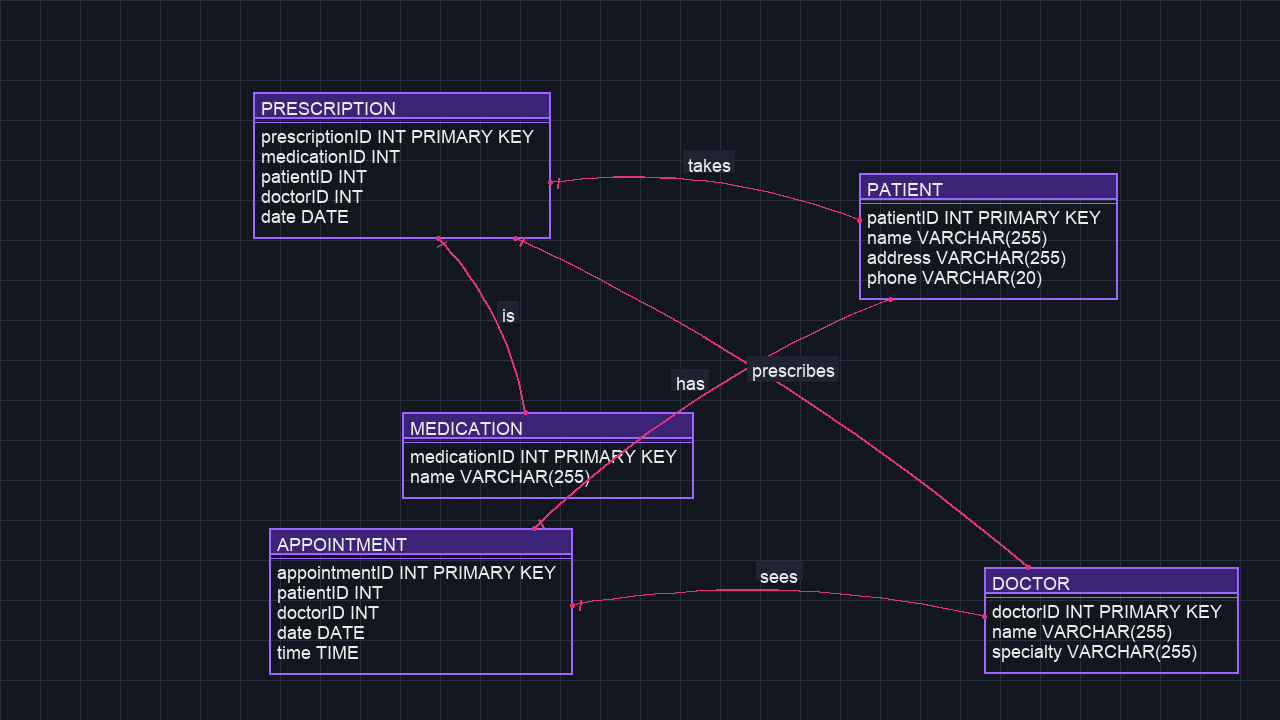 PRESCRIPTION
prescriptionID INT PRIMARY KEY
medicationID INT
patientID INT
doctorID INT
date DATE
takes
PATIENT
patientID INT PRIMARY KEY
name VARCHAR(255)
address VARCHAR(255)
phone VARCHAR(20)
is
has
prescribes
MEDICATION
medicationID INT PRIMARY KEY
name VARCHAR(255)
APPOINTMENT
appointmentID INT PRIMARY KEY
patientID INT
doctorID INT
date DATE
time TIME
sees
DOCTOR
doctorID INT PRIMARY KEY
name VARCHAR(255)
specialty VARCHAR(255)